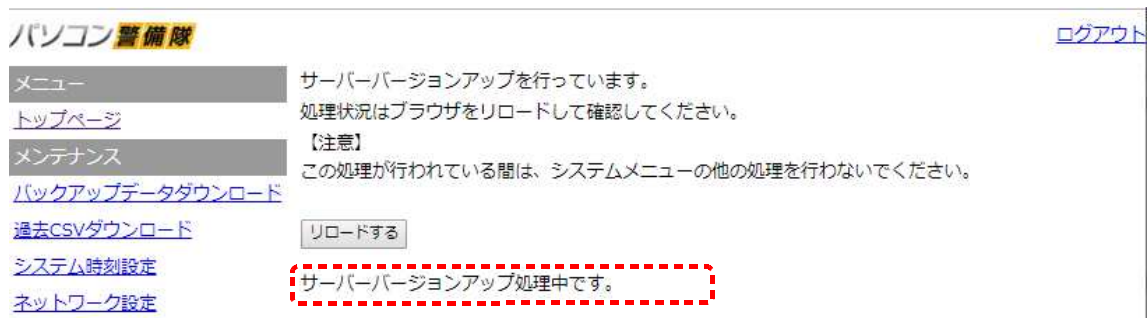 パソコン警備隊
ログアウト
メニュー
トップページ
メンテナンス
バックアップデータダウンロード
過去CSVダウンロード
システム時刻設定
ネットワーク設定
サーバーバージョンアップを行っています。
処理状況はブラウザをリロードして確認してください。
【注意】
この処理が行われている間は、システムメニューの他の処理を行わないでください。
リロードする
サーバーバージョンアップ処理中です。